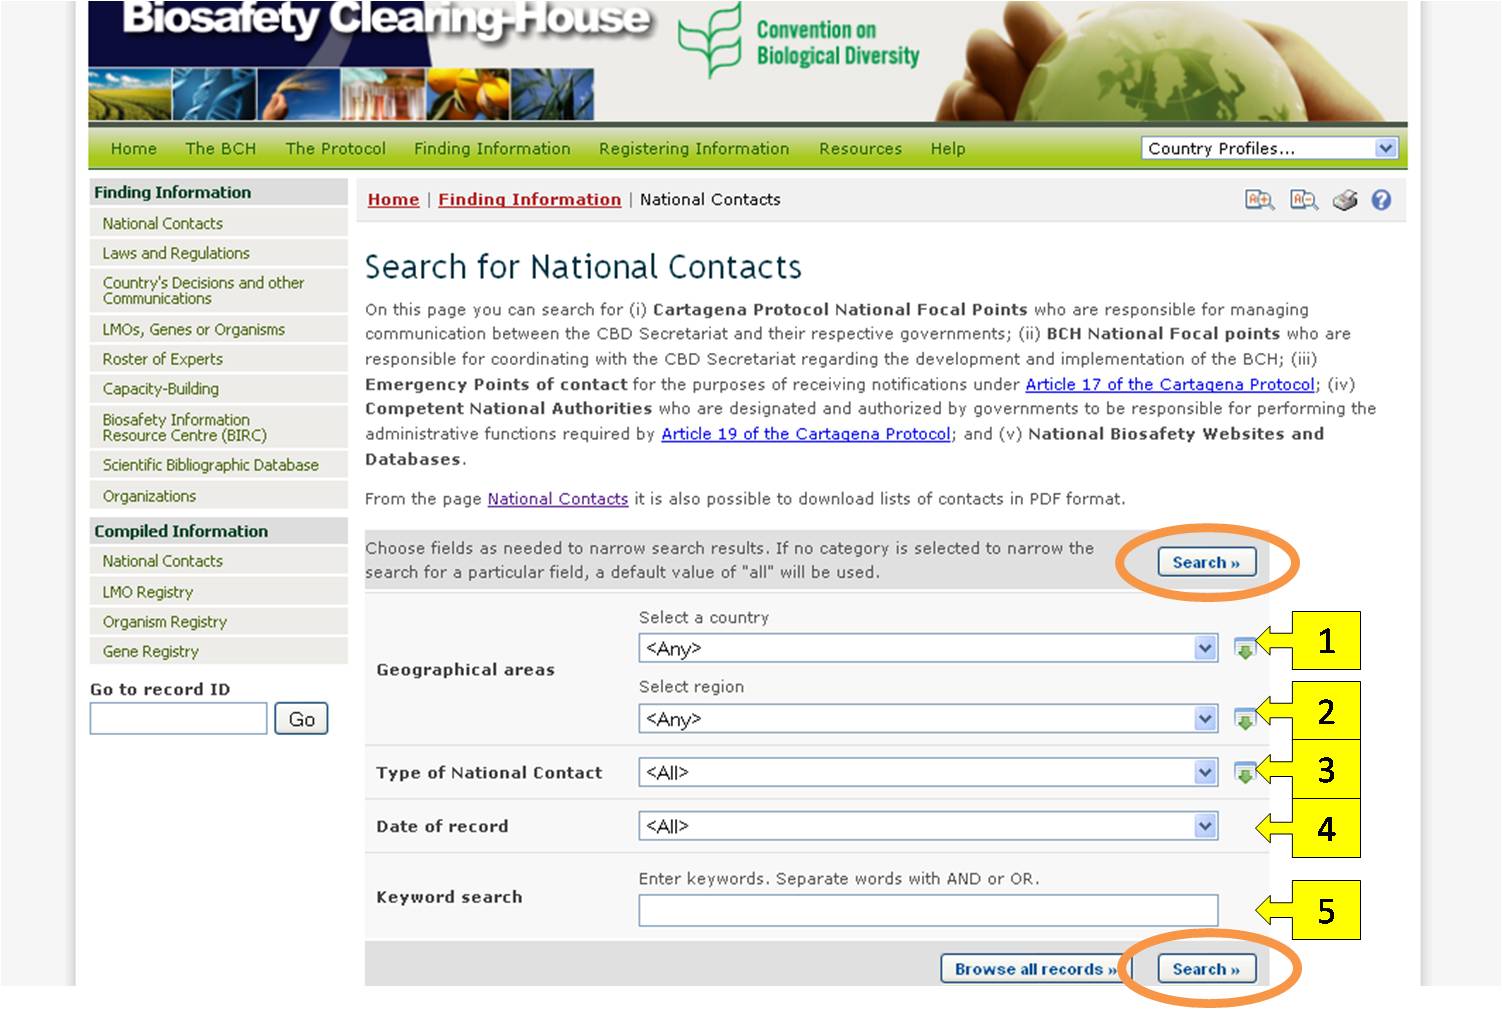 Biosafety Clearing-House
Convention on
Biological Diversity
Home The BCH The Protocol Finding Information Registering Information Resources Help Country Profiles...
Finding Information
National Contacts
Laws and Regulations
Country's Decisions and other
Communications
LMOs, Genes or Organisms
Roster of Experts
Capacity-Building
Biosafety Information
Resource Centre (BIRC)
Scientific Bibliographic Database
Organizations
Compiled Information
National Contacts
LMO Registry
Organism Registry
Gene Registry
Go to record ID
Go
Home | Finding Information | National Contacts
A+ A- ?
Search for National Contacts
On this page you can search for (i) Cartagena Protocol National Focal Points who are responsible for managing
communication between the CBD Secretariat and their respective governments; (ii) BCH National Focal points who are
responsible for coordinating with the CBD Secretariat regarding the development and implementation of the BCH; (iii)
Emergency Points of contact for the purposes of receiving notifications under Article 17 of the Cartagena Protocol; (iv)
Competent National Authorities who are designated and authorized by governments to be responsible for performing the
administrative functions required by Article 19 of the Cartagena Protocol; and (v) National Biosafety Websites and
Databases.
From the page National Contacts it is also possible to download lists of contacts in PDF format.
Choose fields as needed to narrow search results. If no category is selected to narrow the
search for a particular field, a default value of "all" will be used.
Search »
Geographical areas
Select a country
<Any>
1
Select region
<Any>
2
Type of National Contact <All>
3
Date of record <All>
4
Keyword search
Enter keywords. Separate words with AND or OR.
5
Browse all records » Search »